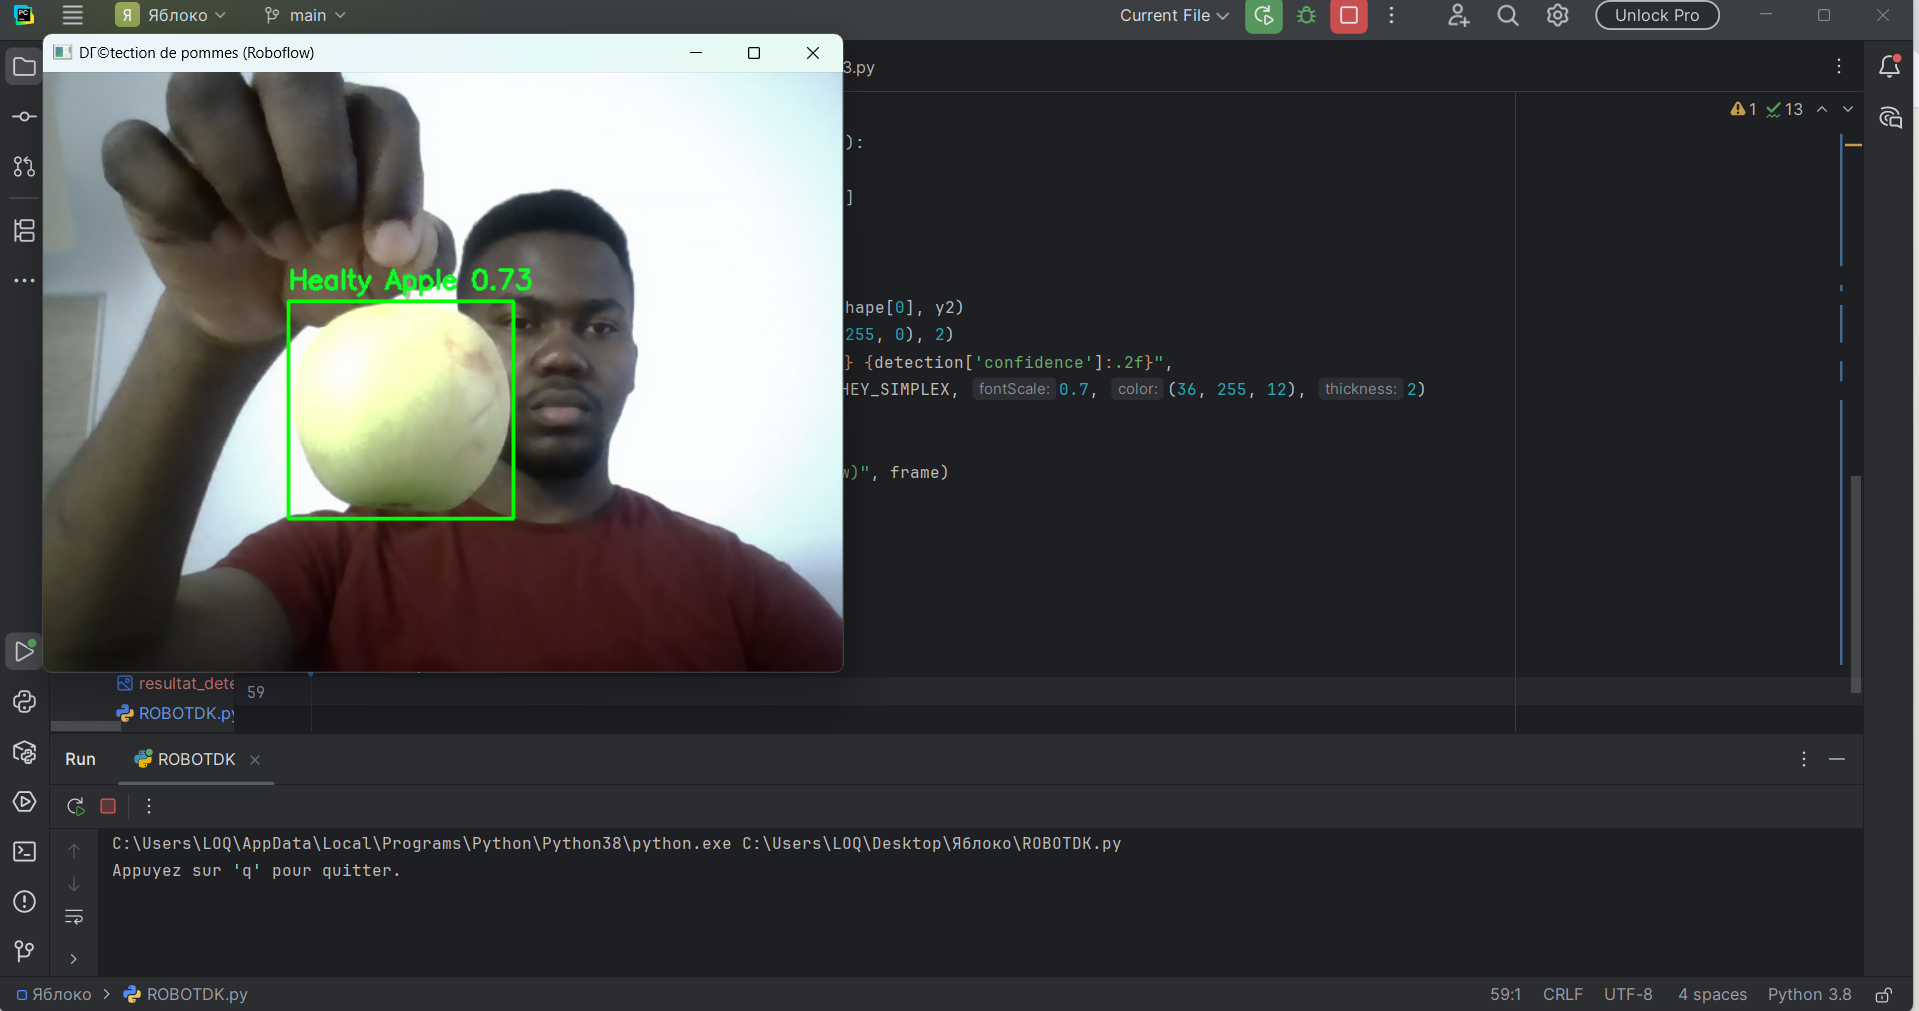 PC
Я Яблоко
main
Current File
Unlock Pro
DГ©tection de pommes (Roboflow)
3.py
1 13
):
]
Healty Apple 0.73
hape[0], y2)
255, 0), 2)
} {detection['confidence']:.2f}",
HEY_SIMPLEX, fontScale: 0.7, color: (36, 255, 12), thickness: 2)
w)", frame)
resultat_dete
59
ROBOTDK.py
Run
ROBOTDK
C:\Users\LOQ\AppData\Local\Programs\Python\Python38\python.exe C:\Users\LOQ\Desktop\Яблоко\ROBOTDK.py
Appuyez sur 'q' pour quitter.
Яблоко
ROBOTDK.py
59:1 CRLF UTF-8 4 spaces Python 3.8